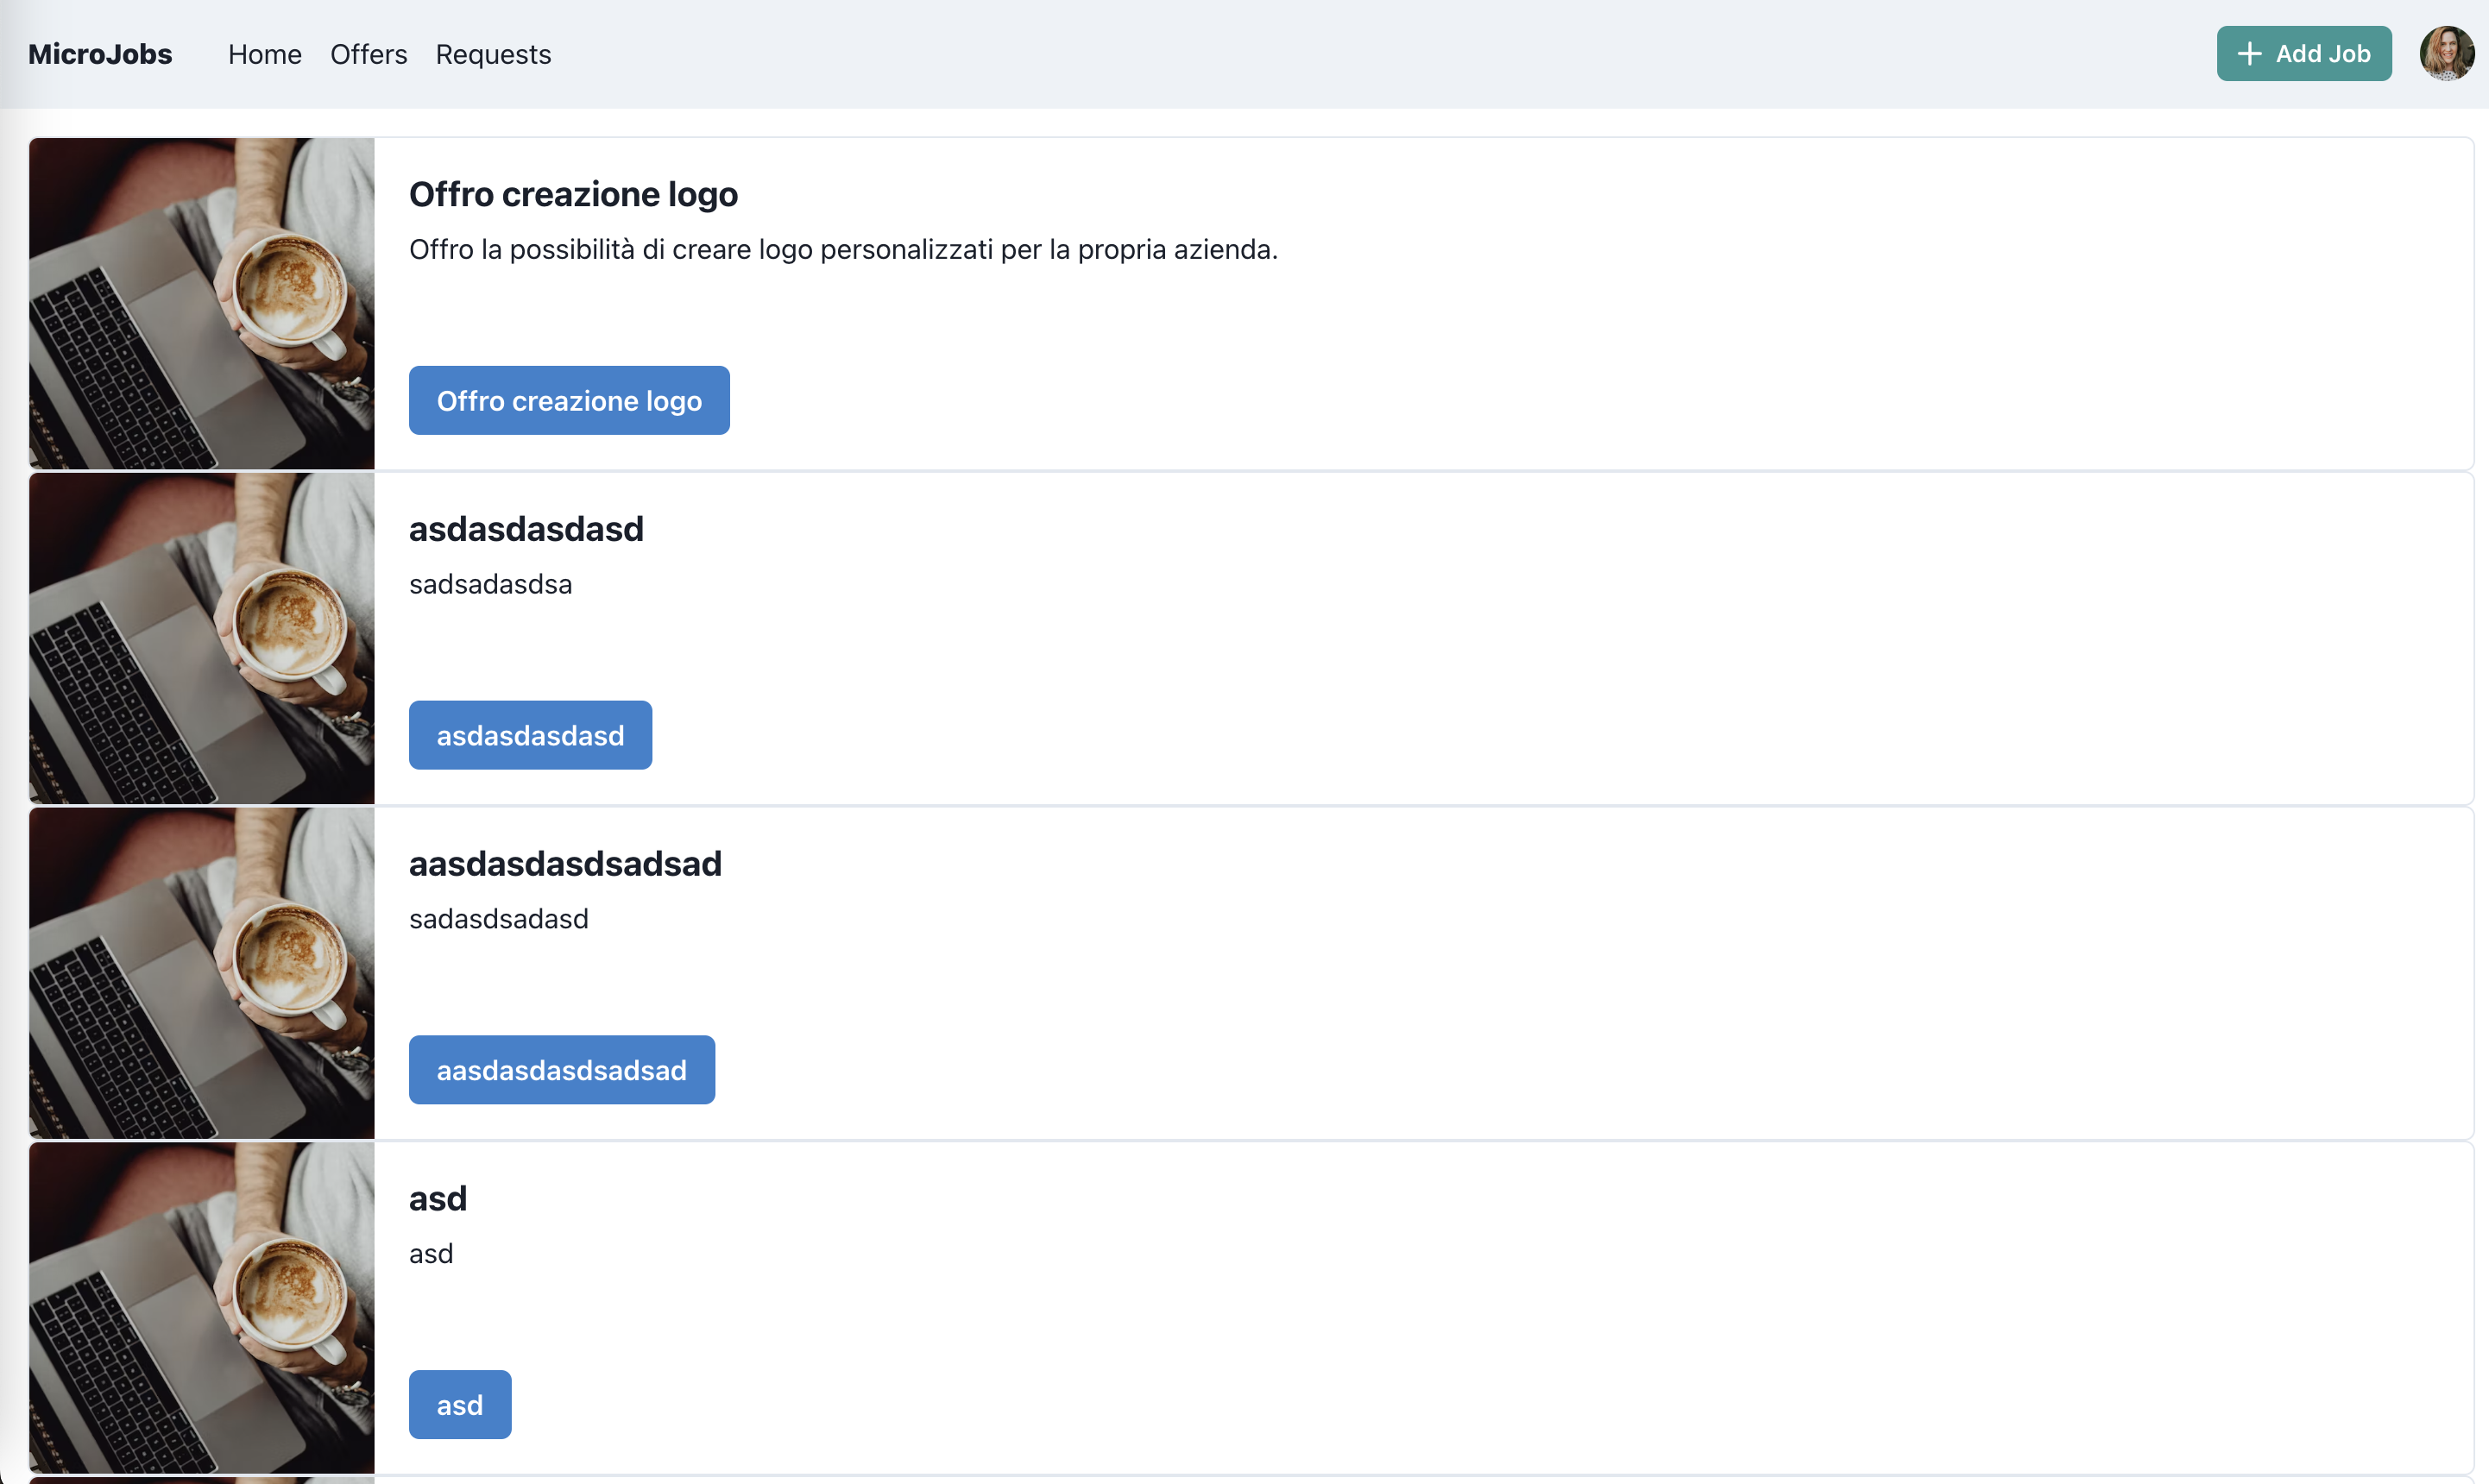 MicroJobs Home Offers Requests + Add Job
Offro creazione logo
Offro la possibilità di creare logo personalizzati per la propria azienda.
Offro creazione logo
asdasdasdasd
sadsadasdsa
asdasdasdasd
aasdasdasdsadsad
sadasdsadasd
aasdasdasdsadsad
asd
asd
asd